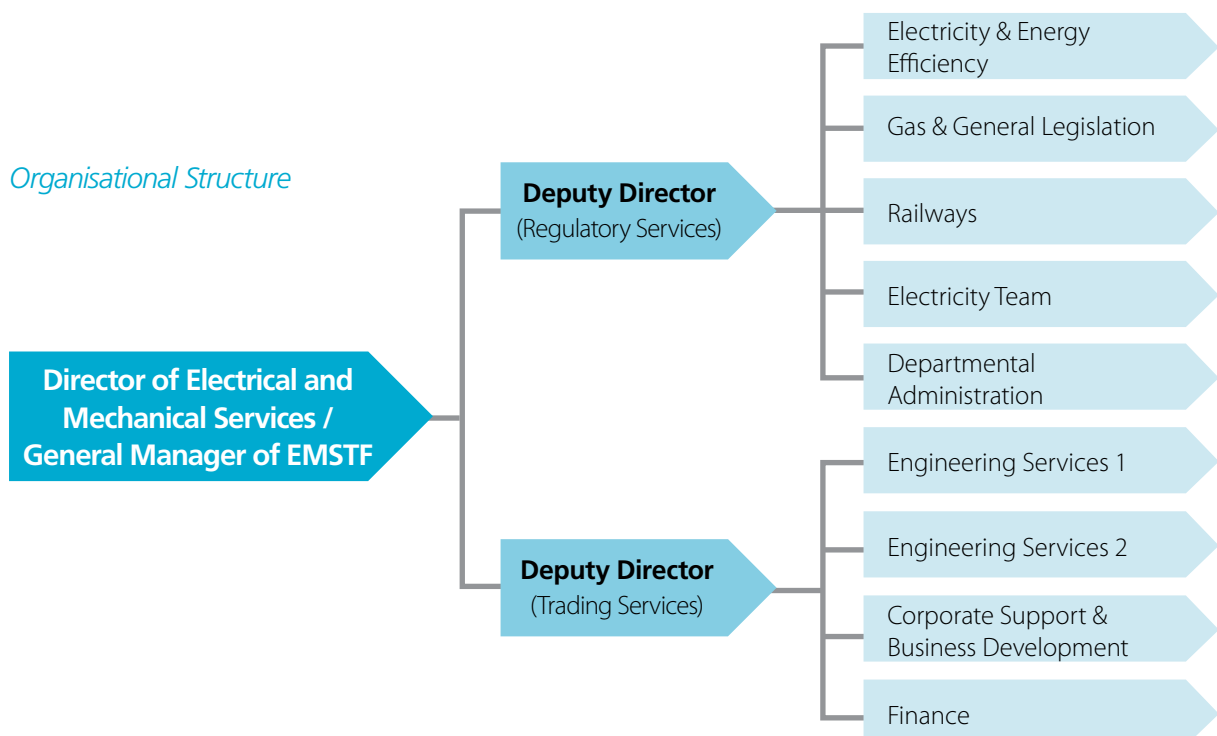 Organisational Structure
Director of Electrical and
Mechanical Services /
General Manager of EMSTF
Deputy Director
(Regulatory Services)
Electricity & Energy
Efficiency
Gas & General Legislation
Railways
Electricity Team
Departmental
Administration
Deputy Director
(Trading Services)
Engineering Services 1
Engineering Services 2
Corporate Support &
Business Development
Finance